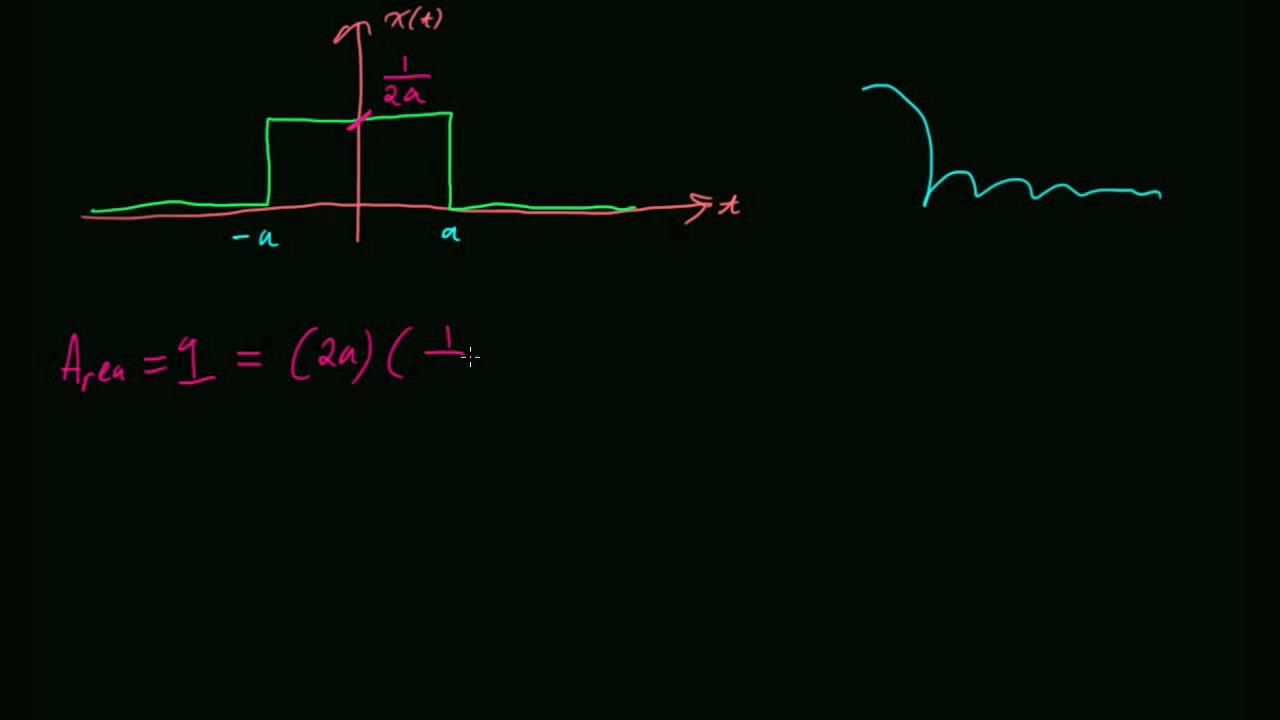 x(t)
1/2a
t
-a a
Area = 1 = (2a) ( 1/